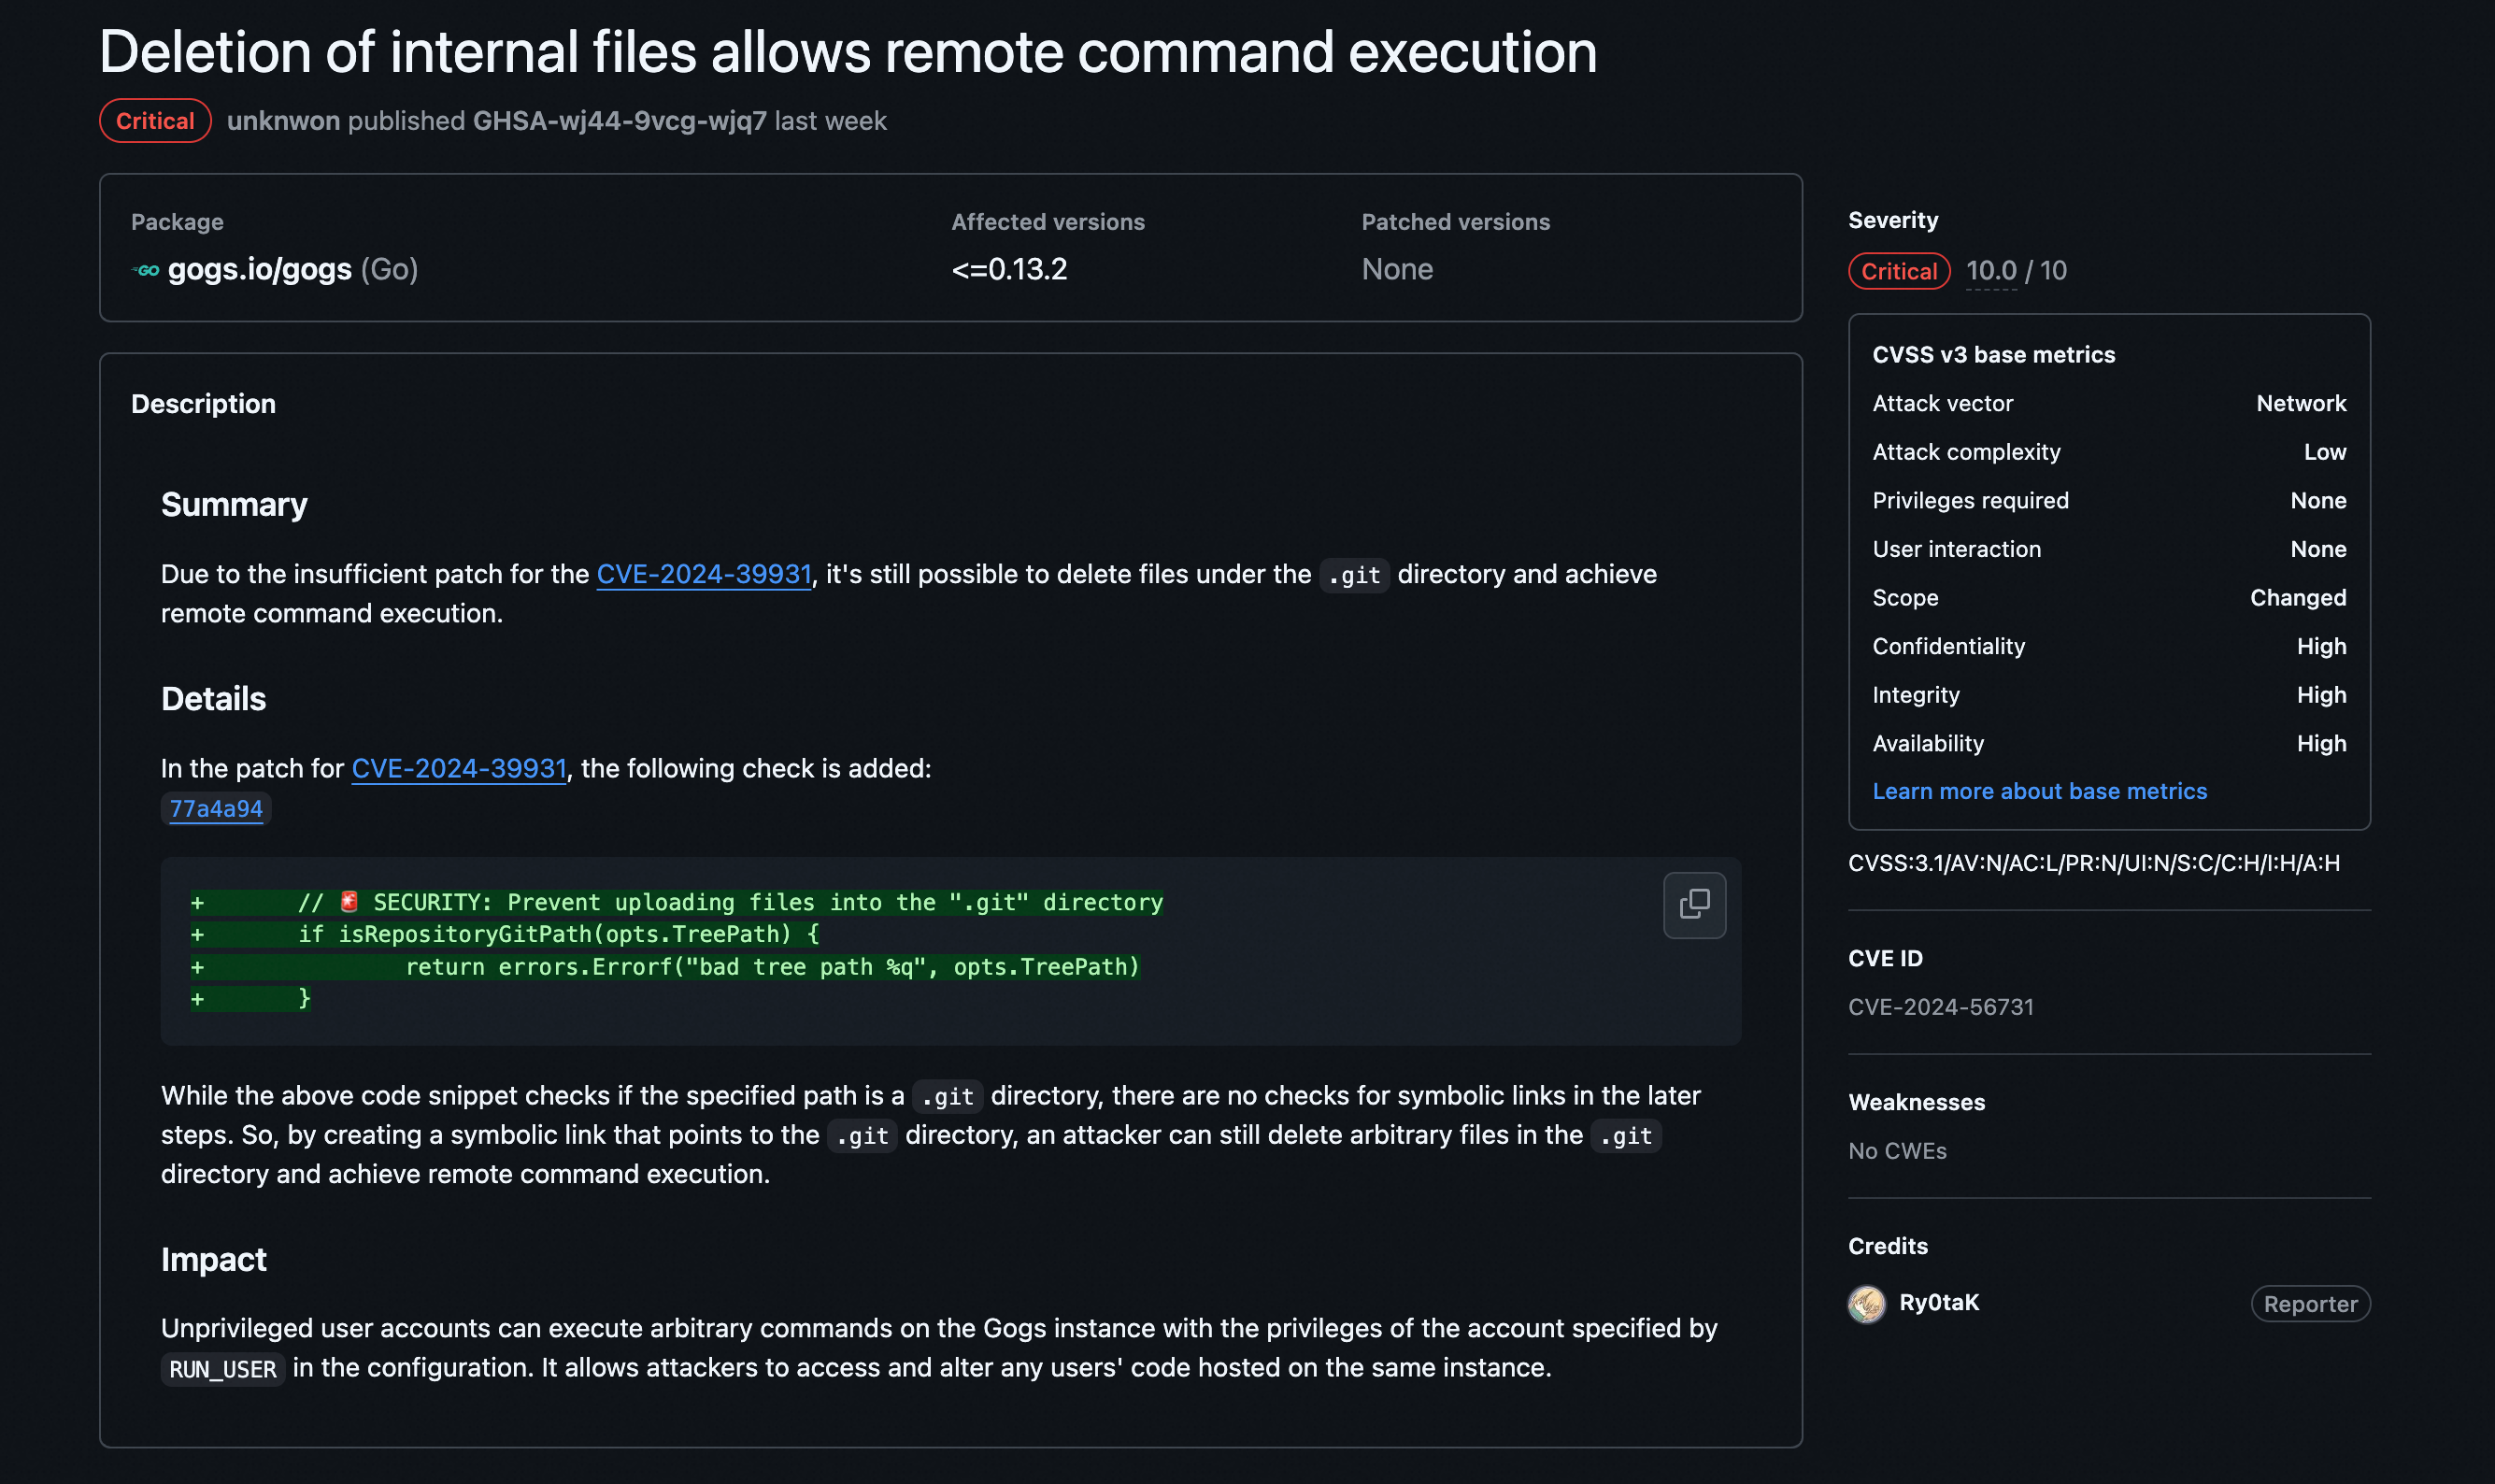 Deletion of internal files allows remote command execution
Critical unknwon published GHSA-wj44-9vcg-wjq7 last week
Package
GO gogs.io/gogs (Go)
Affected versions
<=0.13.2
Patched versions
None
Description
Summary
Due to the insufficient patch for the CVE-2024-39931, it's still possible to delete files under the .git directory and achieve
remote command execution.
Details
In the patch for CVE-2024-39931, the following check is added:
77a4a94
+       // 🚨 SECURITY: Prevent uploading files into the ".git" directory
+       if isRepositoryGitPath(opts.TreePath) {
+               return errors.Errorf("bad tree path %q", opts.TreePath)
+       }
While the above code snippet checks if the specified path is a .git directory, there are no checks for symbolic links in the later
steps. So, by creating a symbolic link that points to the .git directory, an attacker can still delete arbitrary files in the .git
directory and achieve remote command execution.
Impact
Unprivileged user accounts can execute arbitrary commands on the Gogs instance with the privileges of the account specified by
RUN_USER in the configuration. It allows attackers to access and alter any users' code hosted on the same instance.
Severity
Critical 10.0 / 10
CVSS v3 base metrics
Attack vector Network
Attack complexity Low
Privileges required None
User interaction None
Scope Changed
Confidentiality High
Integrity High
Availability High
Learn more about base metrics
CVSS:3.1/AV:N/AC:L/PR:N/UI:N/S:C/C:H/I:H/A:H
CVE ID
CVE-2024-56731
Weaknesses
No CWEs
Credits
Ry0taK Reporter